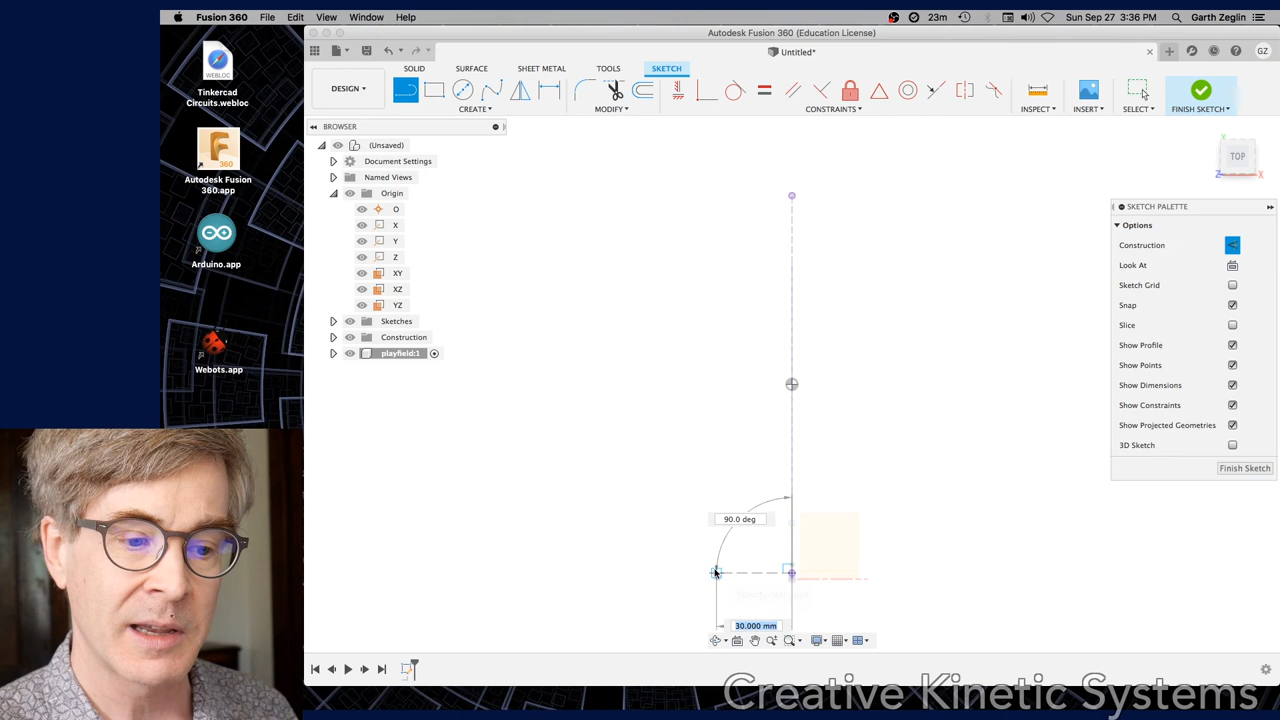 Fusion 360 File Edit View Window Help
23m Sun Sep 27 3:36 PM Garth Zeglin
Autodesk Fusion 360 (Education License)
Untitled*
GZ
SOLID SURFACE SHEET METAL TOOLS SKETCH
DESIGN
CREATE MODIFY CONSTRAINTS INSPECT INSERT SELECT FINISH SKETCH
BROWSER
(Unsaved)
Document Settings
Named Views
Origin
O
X
Y
Z
XY
XZ
YZ
Sketches
Construction
playfield:1
TOP
Y
Z
X
SKETCH PALETTE
Options
Construction
Look At
Sketch Grid
Snap
Slice
Show Profile
Show Points
Show Dimensions
Show Constraints
Show Projected Geometries
3D Sketch
Finish Sketch
90.0 deg
30.000 mm
WEBLOC
Tinkercad
Circuits.webloc
360
Autodesk Fusion
360.app
Arduino.app
Webots.app
Creative Kinetic Systems